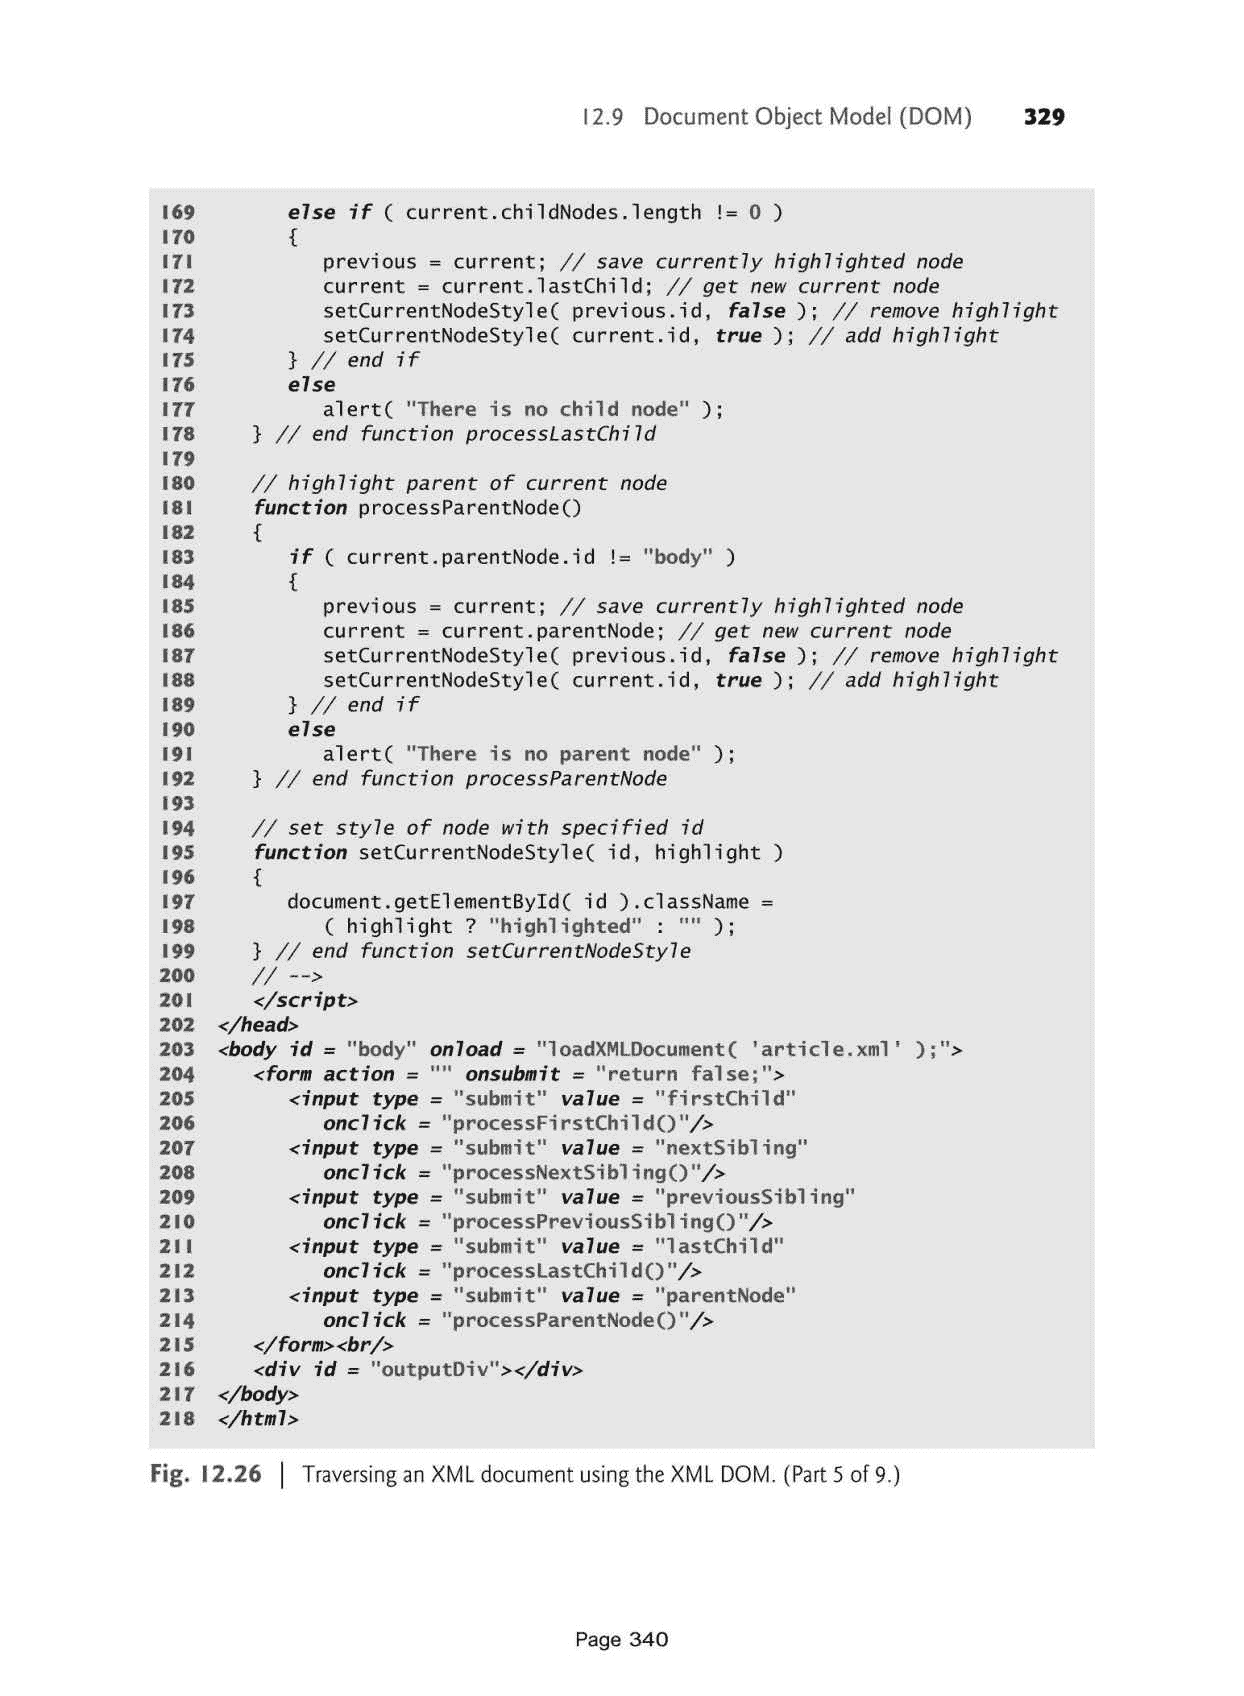 12.9 Document Object Model (DOM) 329
169 else if ( current.childNodes.length != 0 )
170 {
171 previous = current; // save currently highlighted node
172 current = current.lastChild; // get new current node
173 setCurrentNodeStyle( previous.id, false ); // remove highlight
174 setCurrentNodeStyle( current.id, true ); // add highlight
175 } // end if
176 else
177 alert( "There is no child node" );
178 } // end function processLastChild
179
180 // highlight parent of current node
181 function processParentNode()
182 {
183 if ( current.parentNode.id != "body" )
184 {
185 previous = current; // save currently highlighted node
186 current = current.parentNode; // get new current node
187 setCurrentNodeStyle( previous.id, false ); // remove highlight
188 setCurrentNodeStyle( current.id, true ); // add highlight
189 } // end if
190 else
191 alert( "There is no parent node" );
192 } // end function processParentNode
193
194 // set style of node with specified id
195 function setCurrentNodeStyle( id, highlight )
196 {
197 document.getElementById( id ).className =
198 ( highlight ? "highlighted" : "" );
199 } // end function setCurrentNodeStyle
200 // -->
201 </script>
202 </head>
203 <body id = "body" onload = "loadXMLDocument( 'article.xml' );">
204 <form action = "" onsubmit = "return false;">
205 <input type = "submit" value = "firstChild"
206 onclick = "processFirstChild()"/>
207 <input type = "submit" value = "nextSibling"
208 onclick = "processNextSibling()"/>
209 <input type = "submit" value = "previousSibling"
210 onclick = "processPreviousSibling()"/>
211 <input type = "submit" value = "lastChild"
212 onclick = "processLastChild()"/>
213 <input type = "submit" value = "parentNode"
214 onclick = "processParentNode()"/>
215 </form><br/>
216 <div id = "outputDiv"></div>
217 </body>
218 </html>
Fig. 12.26 | Traversing an XML document using the XML DOM. (Part 5 of 9.)
Page 340